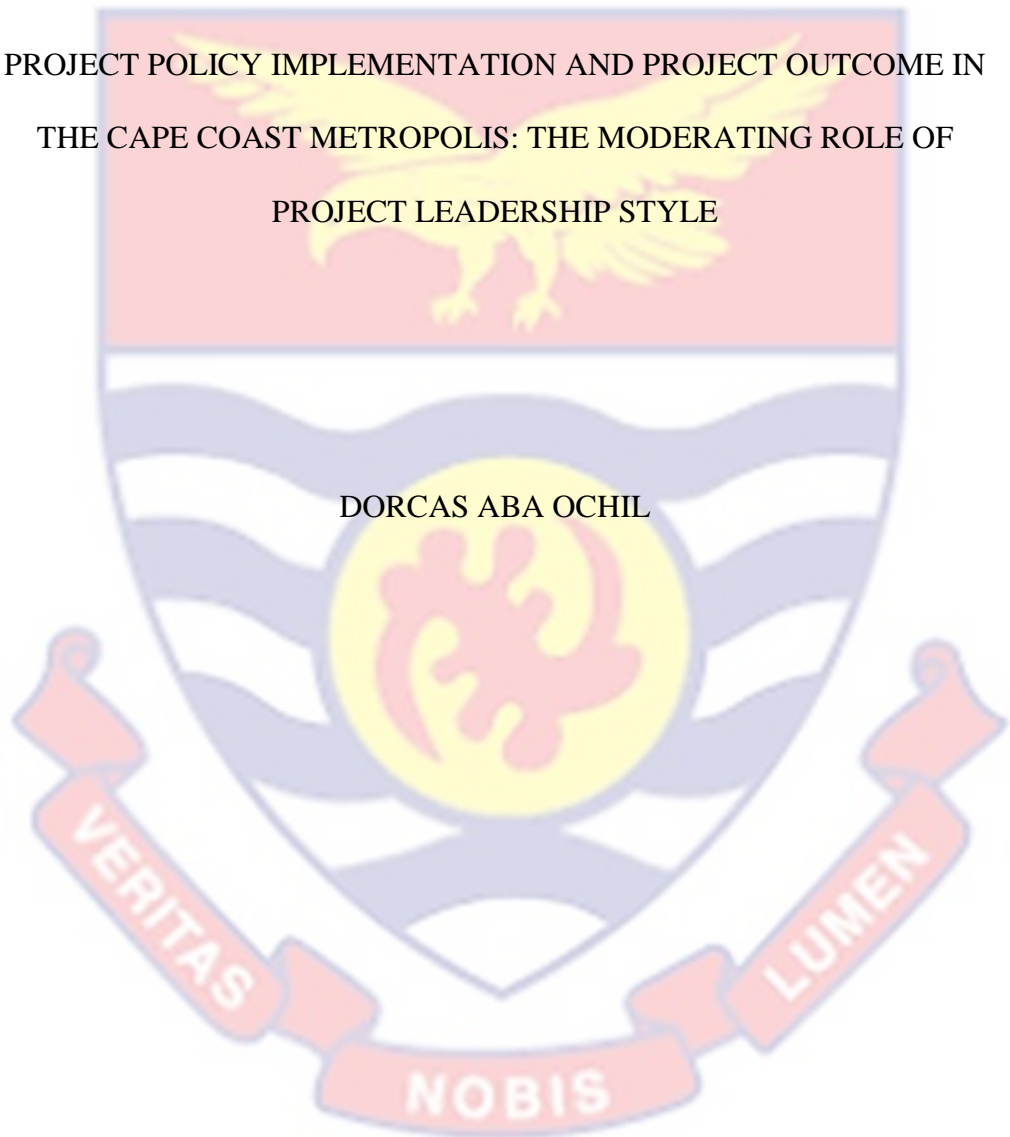 PROJECT POLICY IMPLEMENTATION AND PROJECT OUTCOME IN
THE CAPE COAST METROPOLIS: THE MODERATING ROLE OF
PROJECT LEADERSHIP STYLE
DORCAS ABA OCHIL
VERITAS
NOBIS
LUMEN